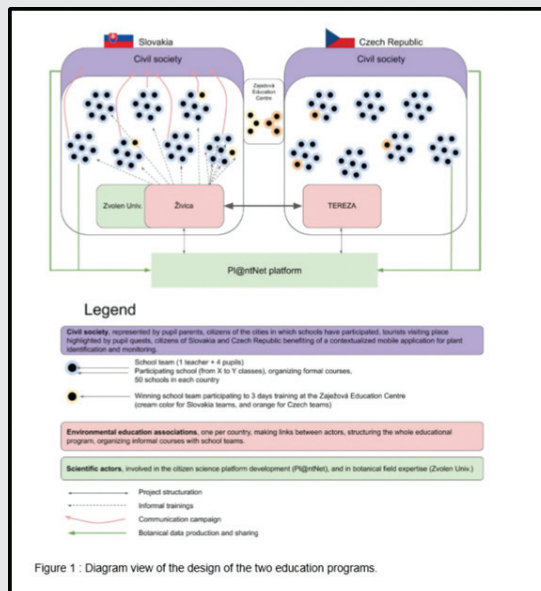 Slovakia
Czech Republic
Civil society
Civil society
Zaježová
Education
Centre
Zvolen Univ.
Živica
TEREZA
Pl@ntNet platform
Legend
Civil society, represented by pupil parents, citizens of the cities in which schools have participated, tourists visiting place
highlighted by pupil quests, citizens of Slovakia and Czech Republic benefiting of a contextualized mobile application for plant
identification and monitoring.
School team (1 teacher + 4 pupils)
Participating school (from X to Y classes), organizing formal courses,
50 schools in each country
Winning school team participating to 3 days training at the Zaježová Education Centre
(cream color for Slovakia teams, and orange for Czech teams)
Environmental education associations, one per country, making links between actors, structuring the whole educational
program, organizing informal courses with school teams.
Scientific actors, involved in the citizen science platform development (Pl@ntNet), and in botanical field expertise (Zvolen Univ.)
Project structuration
Informal trainings
Communication campaign
Botanical data production and sharing
Figure 1 : Diagram view of the design of the two education programs.